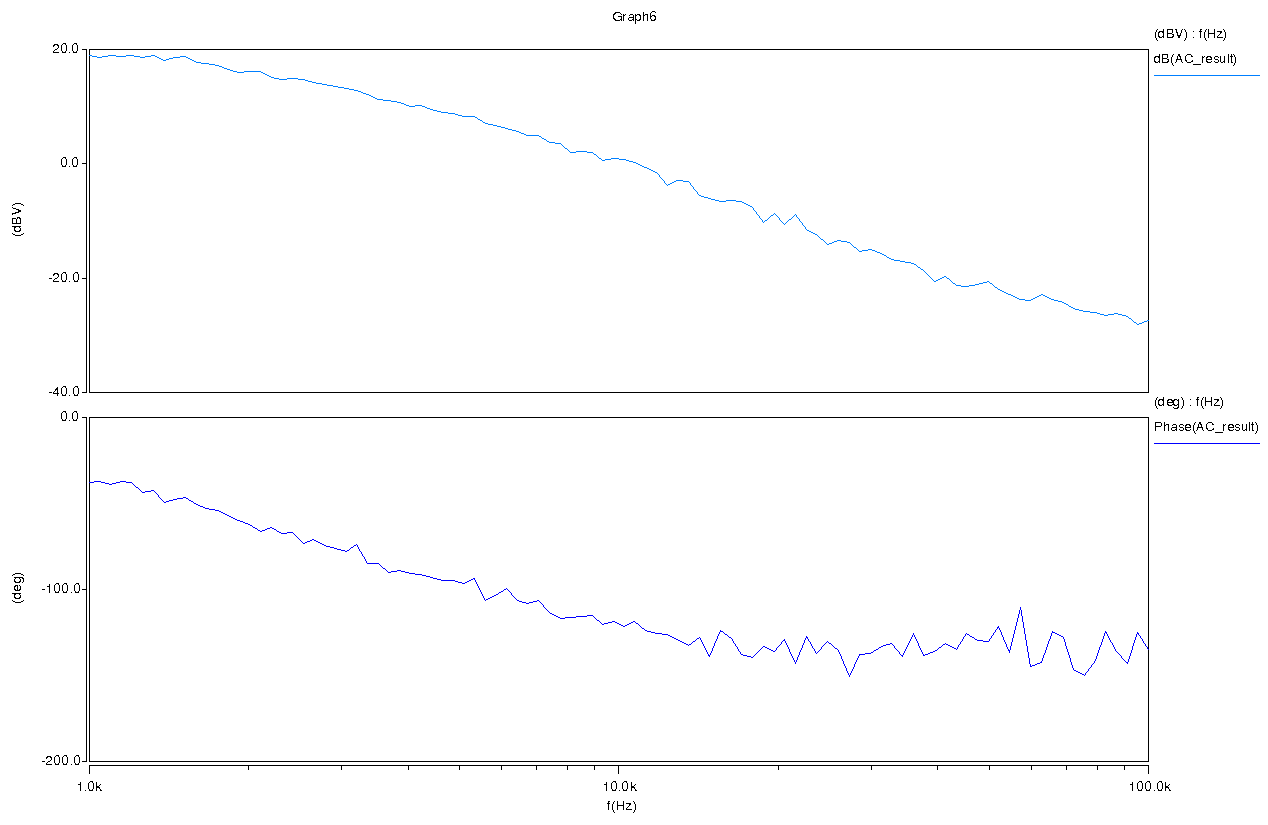 Graph6
(dBV) : f(Hz)
dB(AC_result)
20.0
0.0
-20.0
-40.0
(dBV)
(deg) : f(Hz)
Phase(AC_result)
0.0
-100.0
-200.0
(deg)
1.0k
10.0k
100.0k
f(Hz)